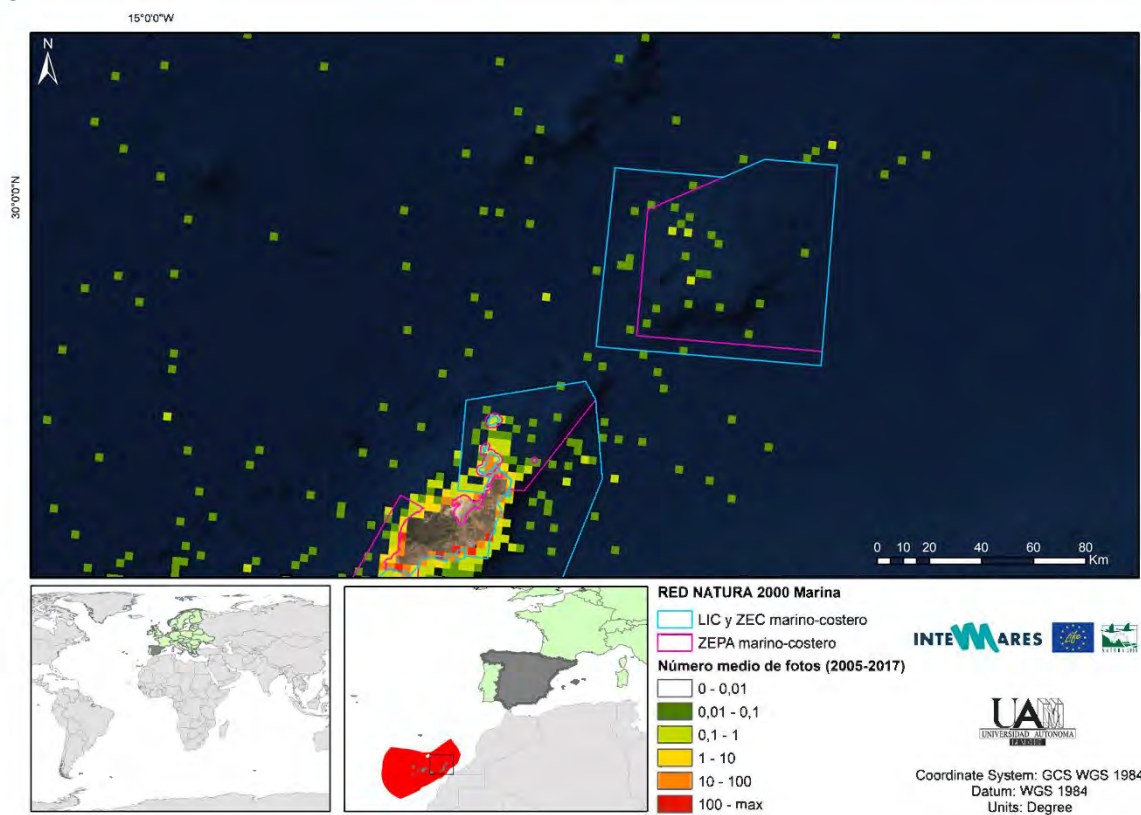 15°0'0"W
30°0'0"N
N
0 10 20 40 60 80
Km
RED NATURA 2000 Marina
LIC y ZEC marino-costero
ZEPA marino-costero
Número medio de fotos (2005-2017)
0 - 0,01
0,01 - 0,1
0,1 - 1
1 - 10
10 - 100
100 - max
INTEMARES
Life
UAM
UNIVERSIDAD AUTONOMA
Coordinate System: GCS WGS 1984
Datum: WGS 1984
Units: Degree